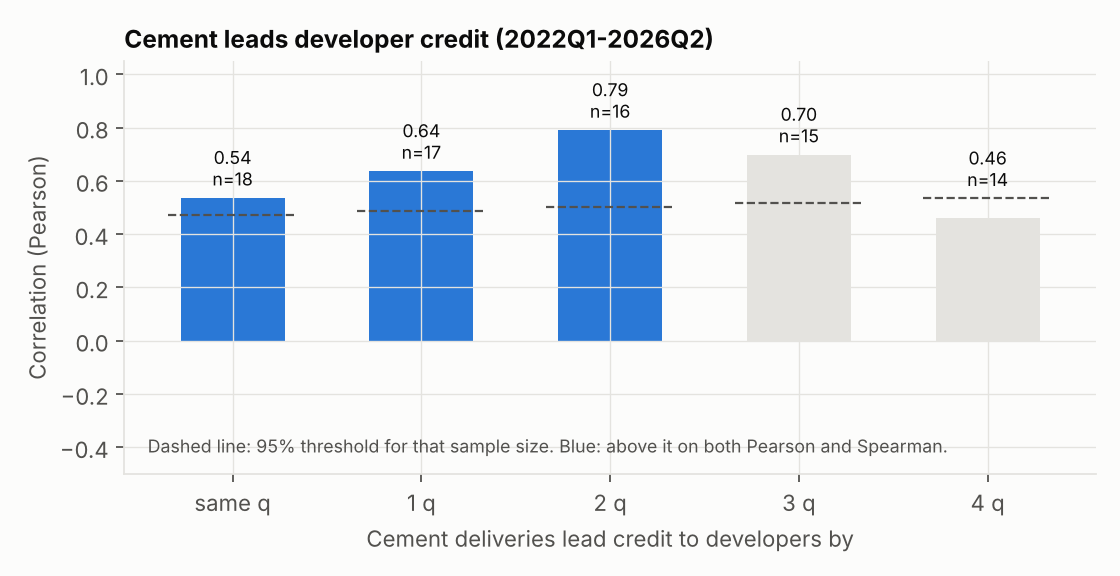 Cement leads developer credit (2022Q1-2026Q2)
Correlation (Pearson)
1.0
0.8
0.6
0.4
0.2
0.0
−0.2
−0.4
0.54
n=18
0.64
n=17
0.79
n=16
0.70
n=15
0.46
n=14
Dashed line: 95% threshold for that sample size. Blue: above it on both Pearson and Spearman.
same q
1 q
2 q
3 q
4 q
Cement deliveries lead credit to developers by